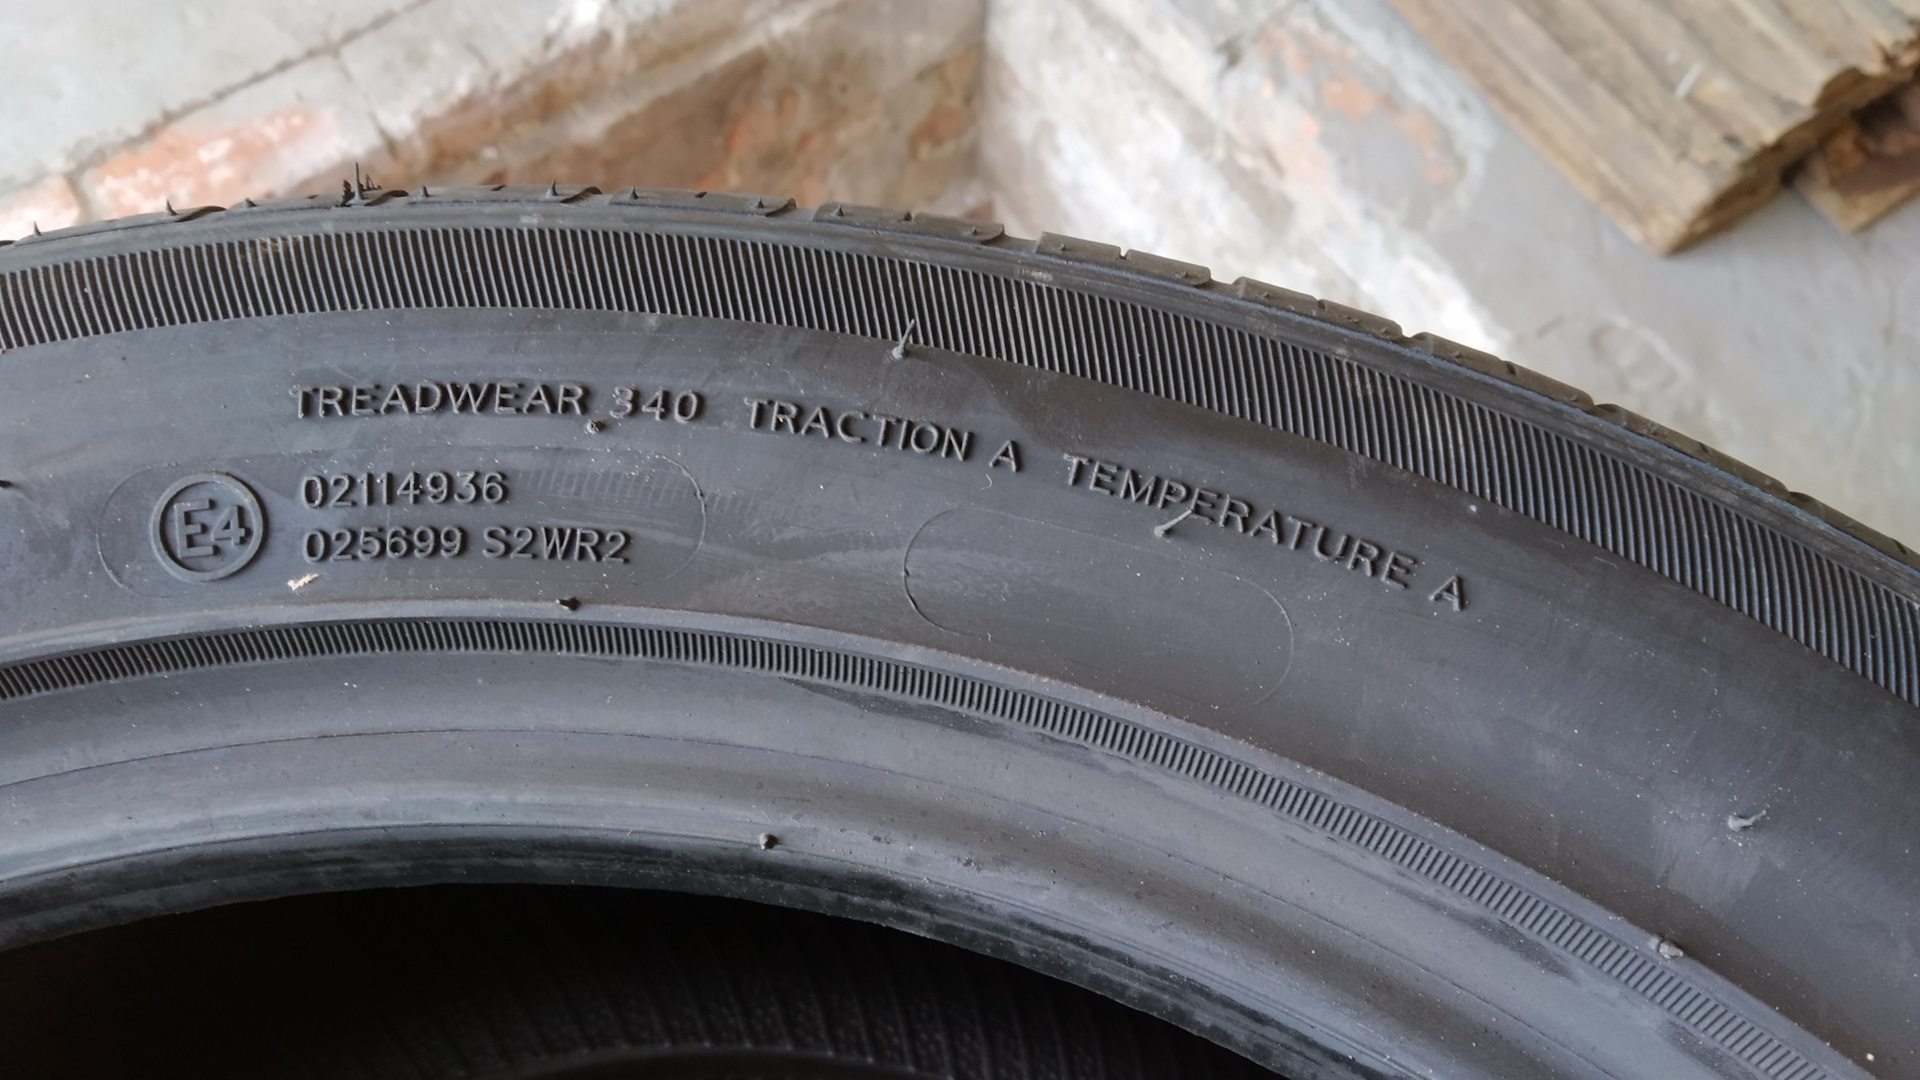 TREADWEAR 340 TRACTION A TEMPERATURE A
E4
02114936
025699 S2WR2